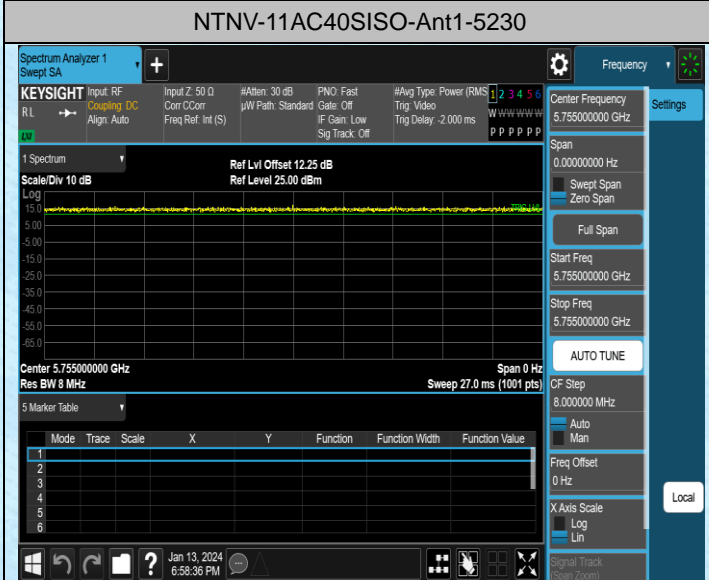 NTNV-11AC40SISO-Ant1-5230
Spectrum Analyzer 1
Swept SA
Frequency
KEYSIGHT
RL
LXI
Input: RF
Coupling: DC
Align: Auto
Input Z: 50 Ω
Corr CCorr
Freq Ref: Int (S)
#Atten: 30 dB
µW Path: Standard
PNO: Fast
Gate: Off
IF Gain: Low
Sig Track: Off
#Avg Type: Power (RMS
Trig: Video
Trig Delay: -2.000 ms
1 2 3 4 5 6
W W W W W W
P P P P P P
Center Frequency
5.755000000 GHz
Settings
Span
0.00000000 Hz
Swept Span
Zero Span
Full Span
Start Freq
5.755000000 GHz
Stop Freq
5.755000000 GHz
AUTO TUNE
CF Step
8.000000 MHz
Auto
Man
Freq Offset
0 Hz
X Axis Scale
Log
Lin
Signal Track
(Span Zoom)
Local
1 Spectrum
Scale/Div 10 dB
Ref Lvl Offset 12.25 dB
Ref Level 25.00 dBm
Log
15.0
5.00
-5.00
-15.0
-25.0
-35.0
-45.0
-55.0
-65.0
Center 5.755000000 GHz
Span 0 Hz
Res BW 8 MHz
Sweep 27.0 ms (1001 pts)
5 Marker Table
Mode Trace Scale X Y Function Function Width Function Value
1
2
3
4
5
6
Jan 13, 2024
6:58:36 PM